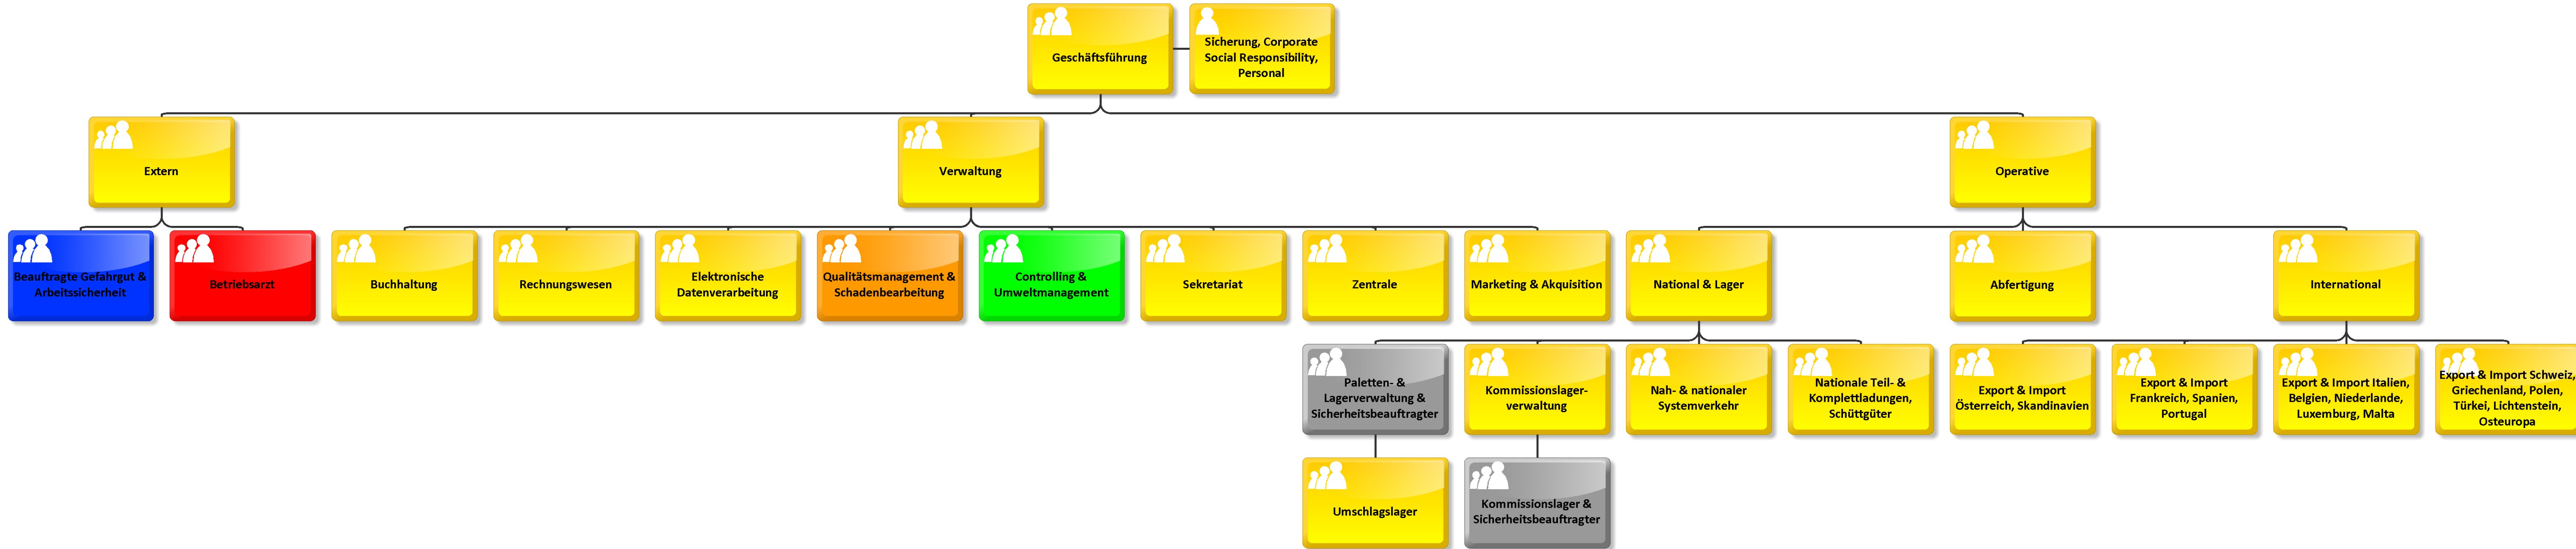 Geschäftsführung
Sicherung, Corporate
Social Responsibility,
Personal
Extern
Verwaltung
Operative
Beauftragte Gefahrgut &
Arbeitssicherheit
Betriebsarzt
Buchhaltung
Rechnungswesen
Elektronische
Datenverarbeitung
Qualitätsmanagement &
Schadenbearbeitung
Controlling &
Umweltmanagement
Sekretariat
Zentrale
Marketing & Akquisition
National & Lager
Abfertigung
International
Paletten- &
Lagerverwaltung &
Sicherheitsbeauftragter
Kommissionslager-
verwaltung
Nah- & nationaler
Systemverkehr
Nationale Teil- &
Komplettladungen,
Schüttgüter
Export & Import
Österreich, Skandinavien
Export & Import
Frankreich, Spanien,
Portugal
Export & Import Italien,
Belgien, Niederlande,
Luxemburg, Malta
Export & Import Schweiz,
Griechenland, Polen,
Türkei, Lichtenstein,
Osteuropa
Umschlagslager
Kommissionslager &
Sicherheitsbeauftragter